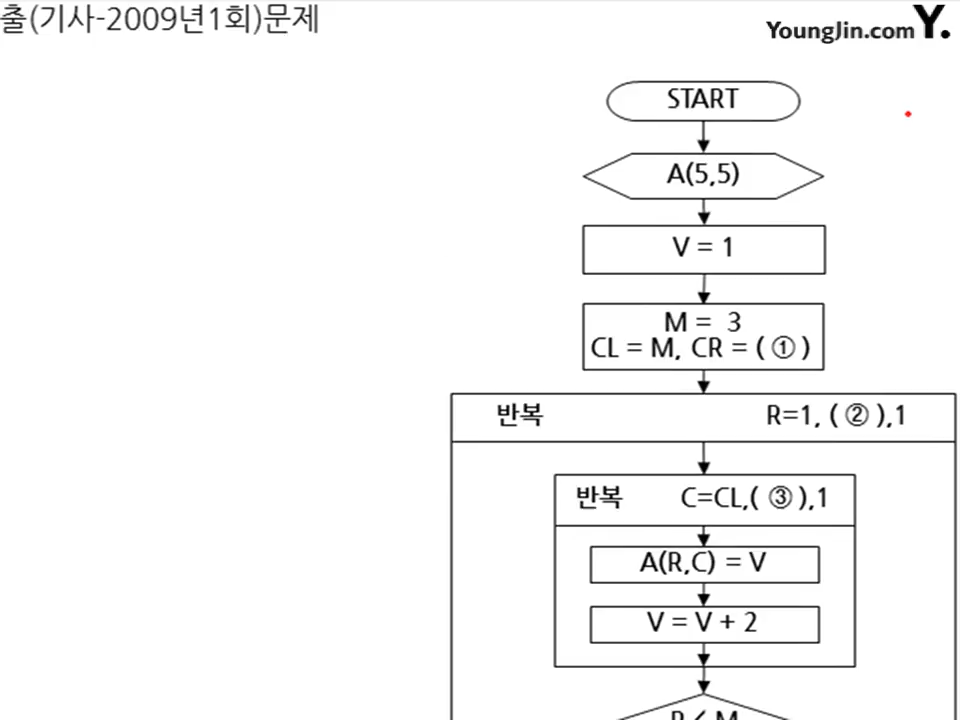 출(기사-2009년1회)문제
YoungJin.com Y.
START
A(5,5)
V = 1
M = 3
CL = M, CR = ( ① )
반복 R=1, ( ② ),1
반복 C=CL,( ③ ),1
A(R,C) = V
V = V + 2
R < M